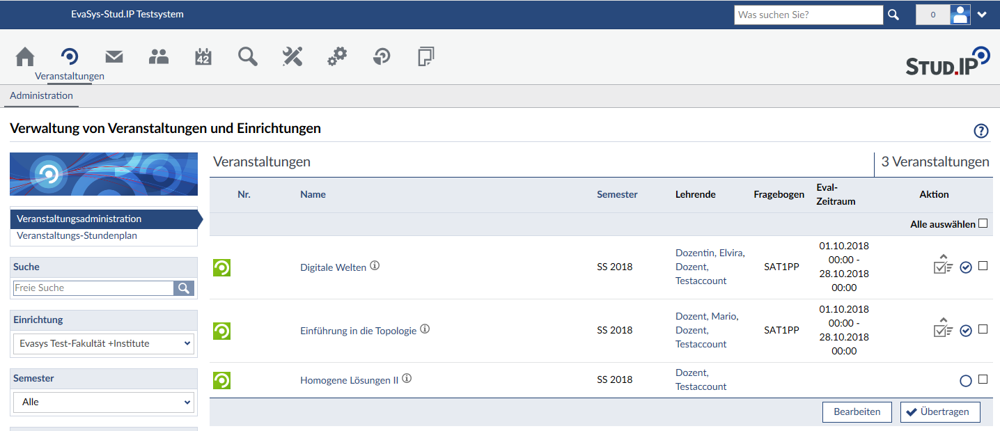 EvaSys-Stud.IP Testsystem
Was suchen Sie?
0
42
Veranstaltungen
STUD.IP
Administration
Verwaltung von Veranstaltungen und Einrichtungen
?
Veranstaltungsadministration
Veranstaltungs-Stundenplan
Suche
Freie Suche
Einrichtung
Evasys Test-Fakultät +Institute
Semester
Alle
Veranstaltungen
3 Veranstaltungen
Nr. Name Semester Lehrende Fragebogen Eval-
Zeitraum Aktion
Alle auswählen
Digitale Welten SS 2018 Dozentin, Elvira,
Dozent,
Testaccount SAT1PP 01.10.2018
00:00 -
28.10.2018
00:00
Einführung in die Topologie SS 2018 Dozent, Mario,
Dozent,
Testaccount SAT1PP 01.10.2018
00:00 -
28.10.2018
00:00
Homogene Lösungen II SS 2018 Dozent,
Testaccount
Bearbeiten Übertragen